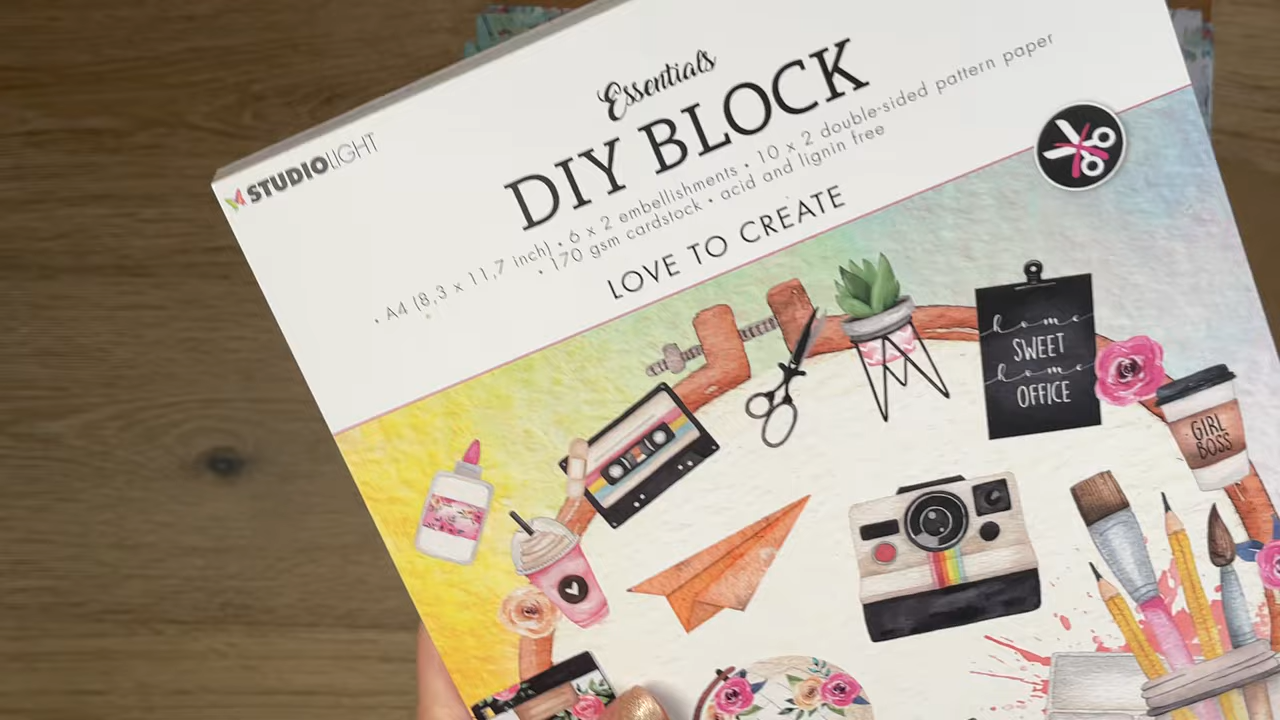 STUDIOLIGHT
Essentials
DIY BLOCK
• A4 (8,3 x 11,7 inch) • 6 x 2 embellishments • 10 x 2 double-sided pattern paper
• 170 gsm cardstock • acid and lignin free
LOVE TO CREATE
home
SWEET
home
OFFICE
GIRL
BOSS